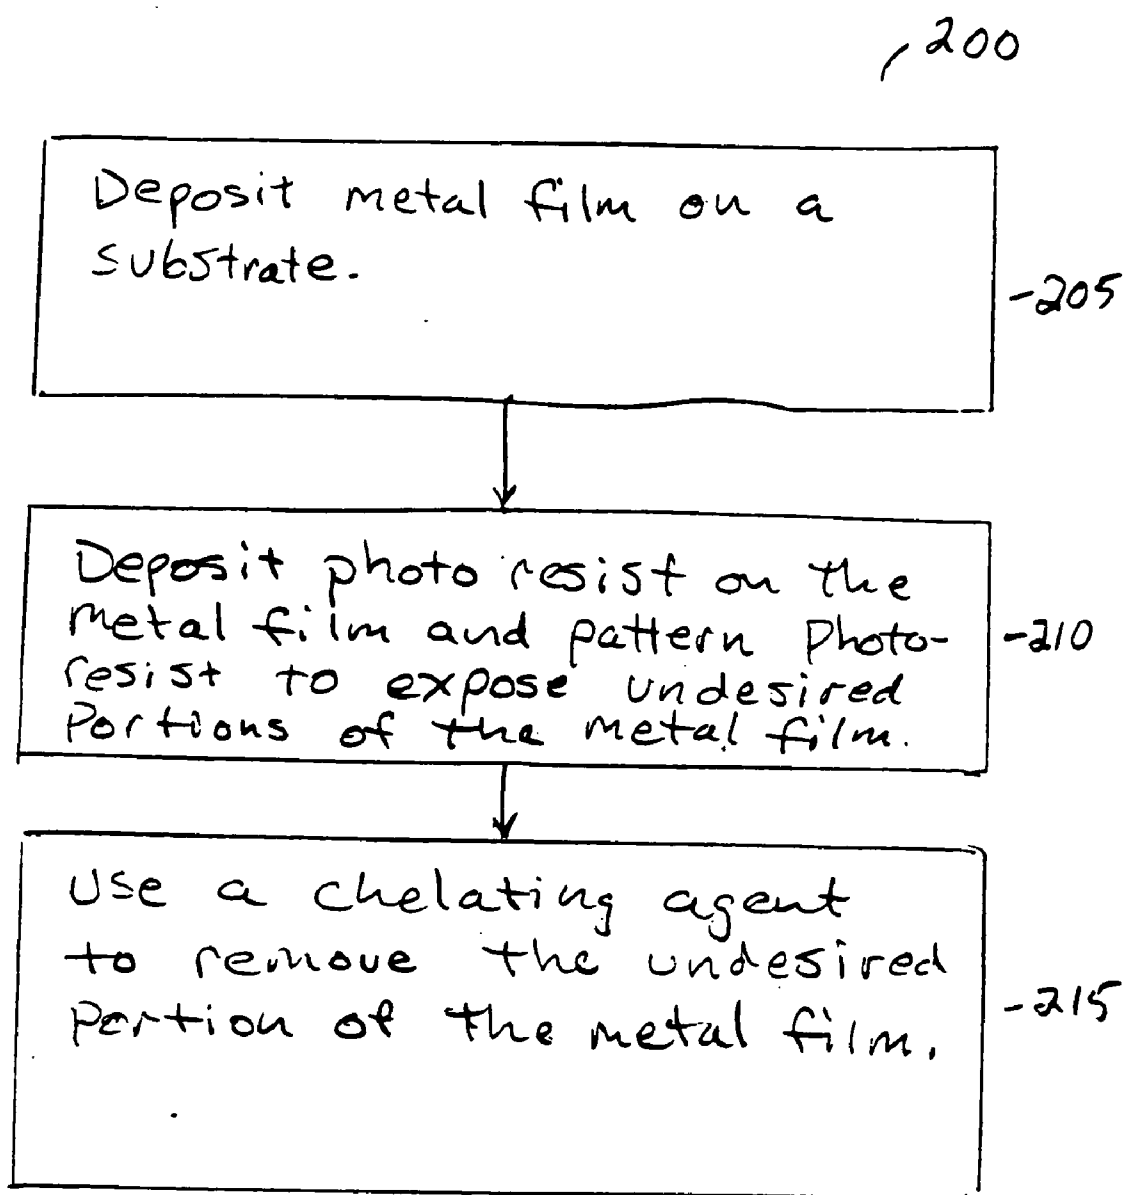 200
Deposit metal film on a
substrate.
-205
Deposit photo resist on the
metal film and pattern photo-
resist to expose undesired
portions of the metal film.
-210
Use a chelating agent
to remove the undesired
portion of the metal film.
-215